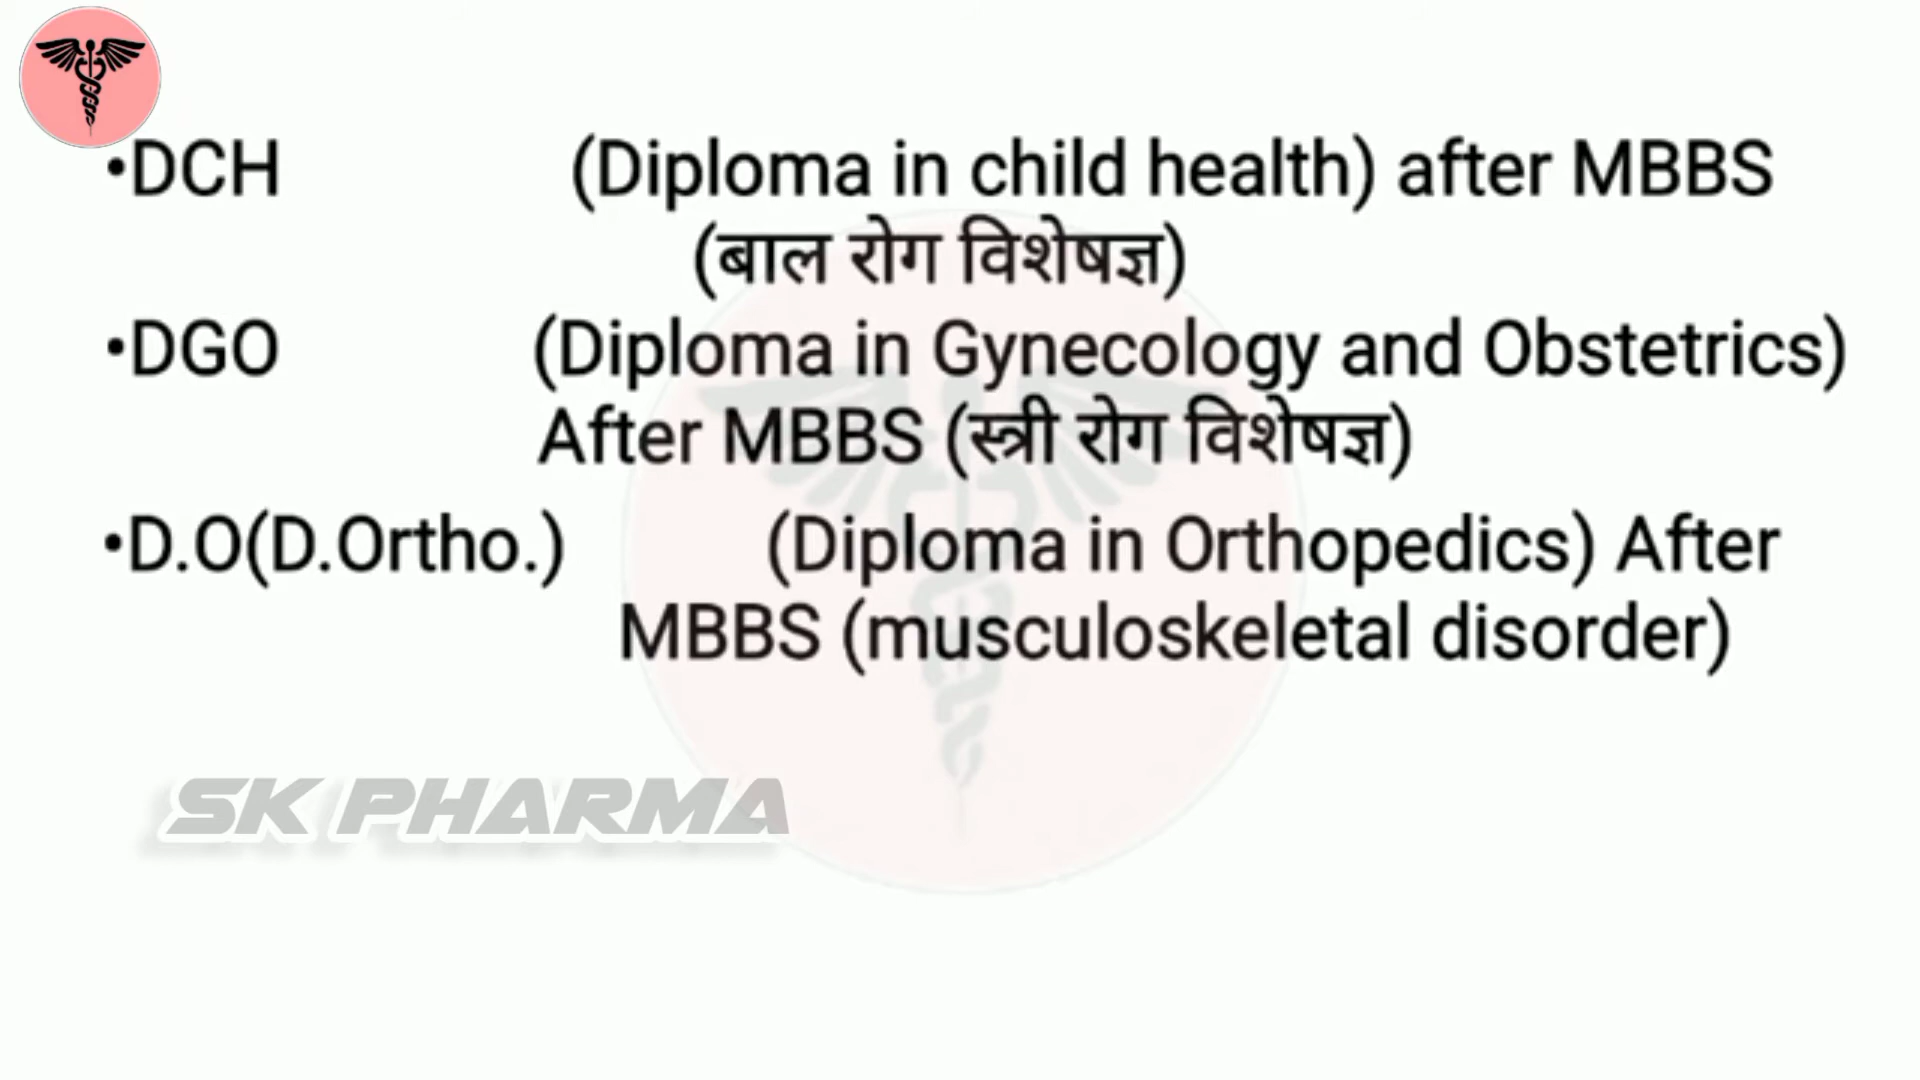 •DCH (Diploma in child health) after MBBS
(बाल रोग विशेषज्ञ)
•DGO (Diploma in Gynecology and Obstetrics)
After MBBS (स्त्री रोग विशेषज्ञ)
•D.O(D.Ortho.) (Diploma in Orthopedics) After
MBBS (musculoskeletal disorder)
SK PHARMA